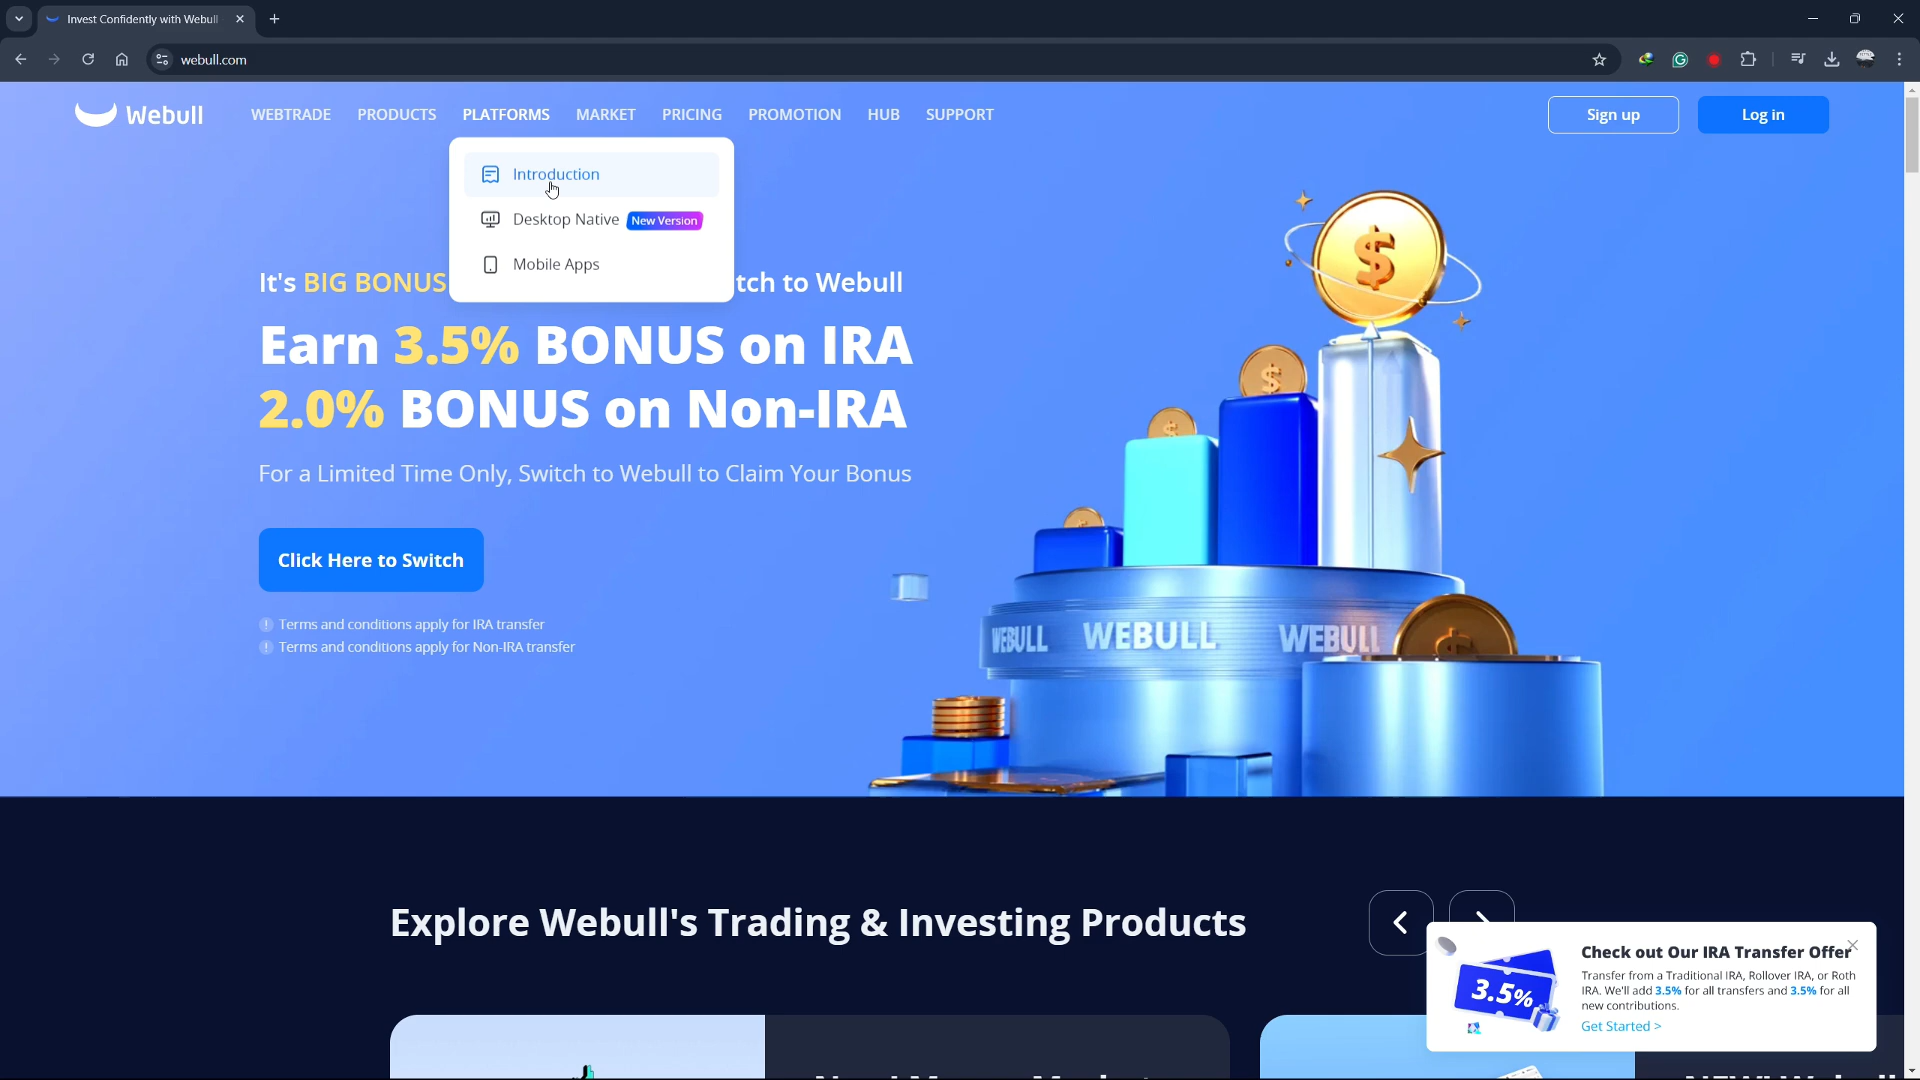 Invest Confidently with Webull
webull.com
Webull
WEBTRADE PRODUCTS PLATFORMS MARKET PRICING PROMOTION HUB SUPPORT
Sign up
Log in
Introduction
Desktop Native New Version
Mobile Apps
It's BIG BONUS
tch to Webull
Earn 3.5% BONUS on IRA
2.0% BONUS on Non-IRA
For a Limited Time Only, Switch to Webull to Claim Your Bonus
Click Here to Switch
Terms and conditions apply for IRA transfer
Terms and conditions apply for Non-IRA transfer
WEBULL WEBULL WEBULL
Explore Webull's Trading & Investing Products
3.5%
Check out Our IRA Transfer Offer
Transfer from a Traditional IRA, Rollover IRA, or Roth
IRA. We'll add 3.5% for all transfers and 3.5% for all
new contributions.
Get Started >